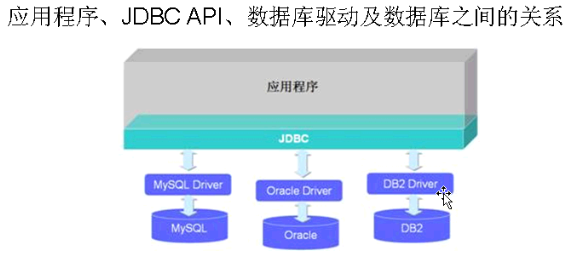 应用程序、JDBC API、数据库驱动及数据库之间的关系
应用程序
JDBC
MySQL Driver
Oracle Driver
DB2 Driver
MySQL
Oracle
DB2